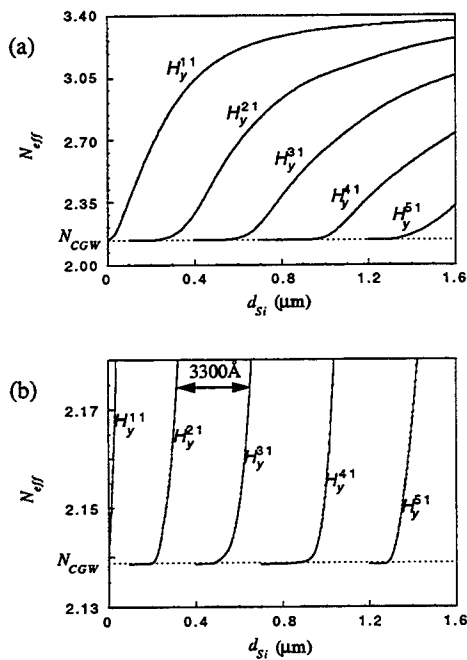 (a)
3.40
3.05
2.70
2.35
2.00
N_eff
N_CGW
H_y^11
H_y^21
H_y^31
H_y^41
H_y^51
0 0.4 0.8 1.2 1.6
d_Si (μm)
(b)
3300Å
2.17
2.15
2.13
N_eff
N_CGW
H_y^11
H_y^21
H_y^31
H_y^41
H_y^51
0 0.4 0.8 1.2 1.6
d_Si (μm)